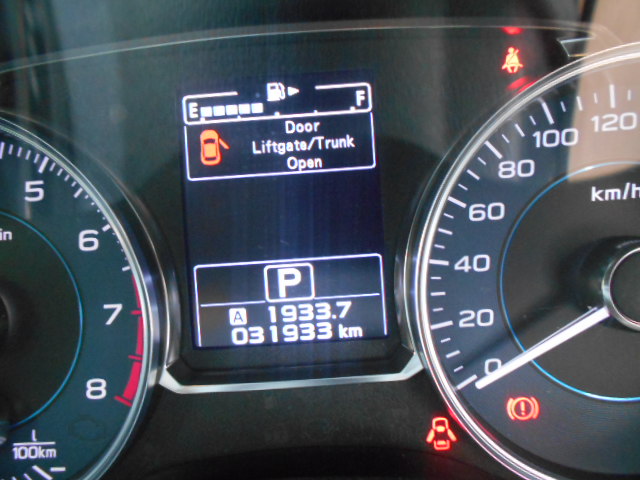 E F
Door
Liftgate/Trunk
Open
P
A 1933.7
031933 km
5
6
7
8
in
L
100km
0
20
40
60
80
100
120
km/h